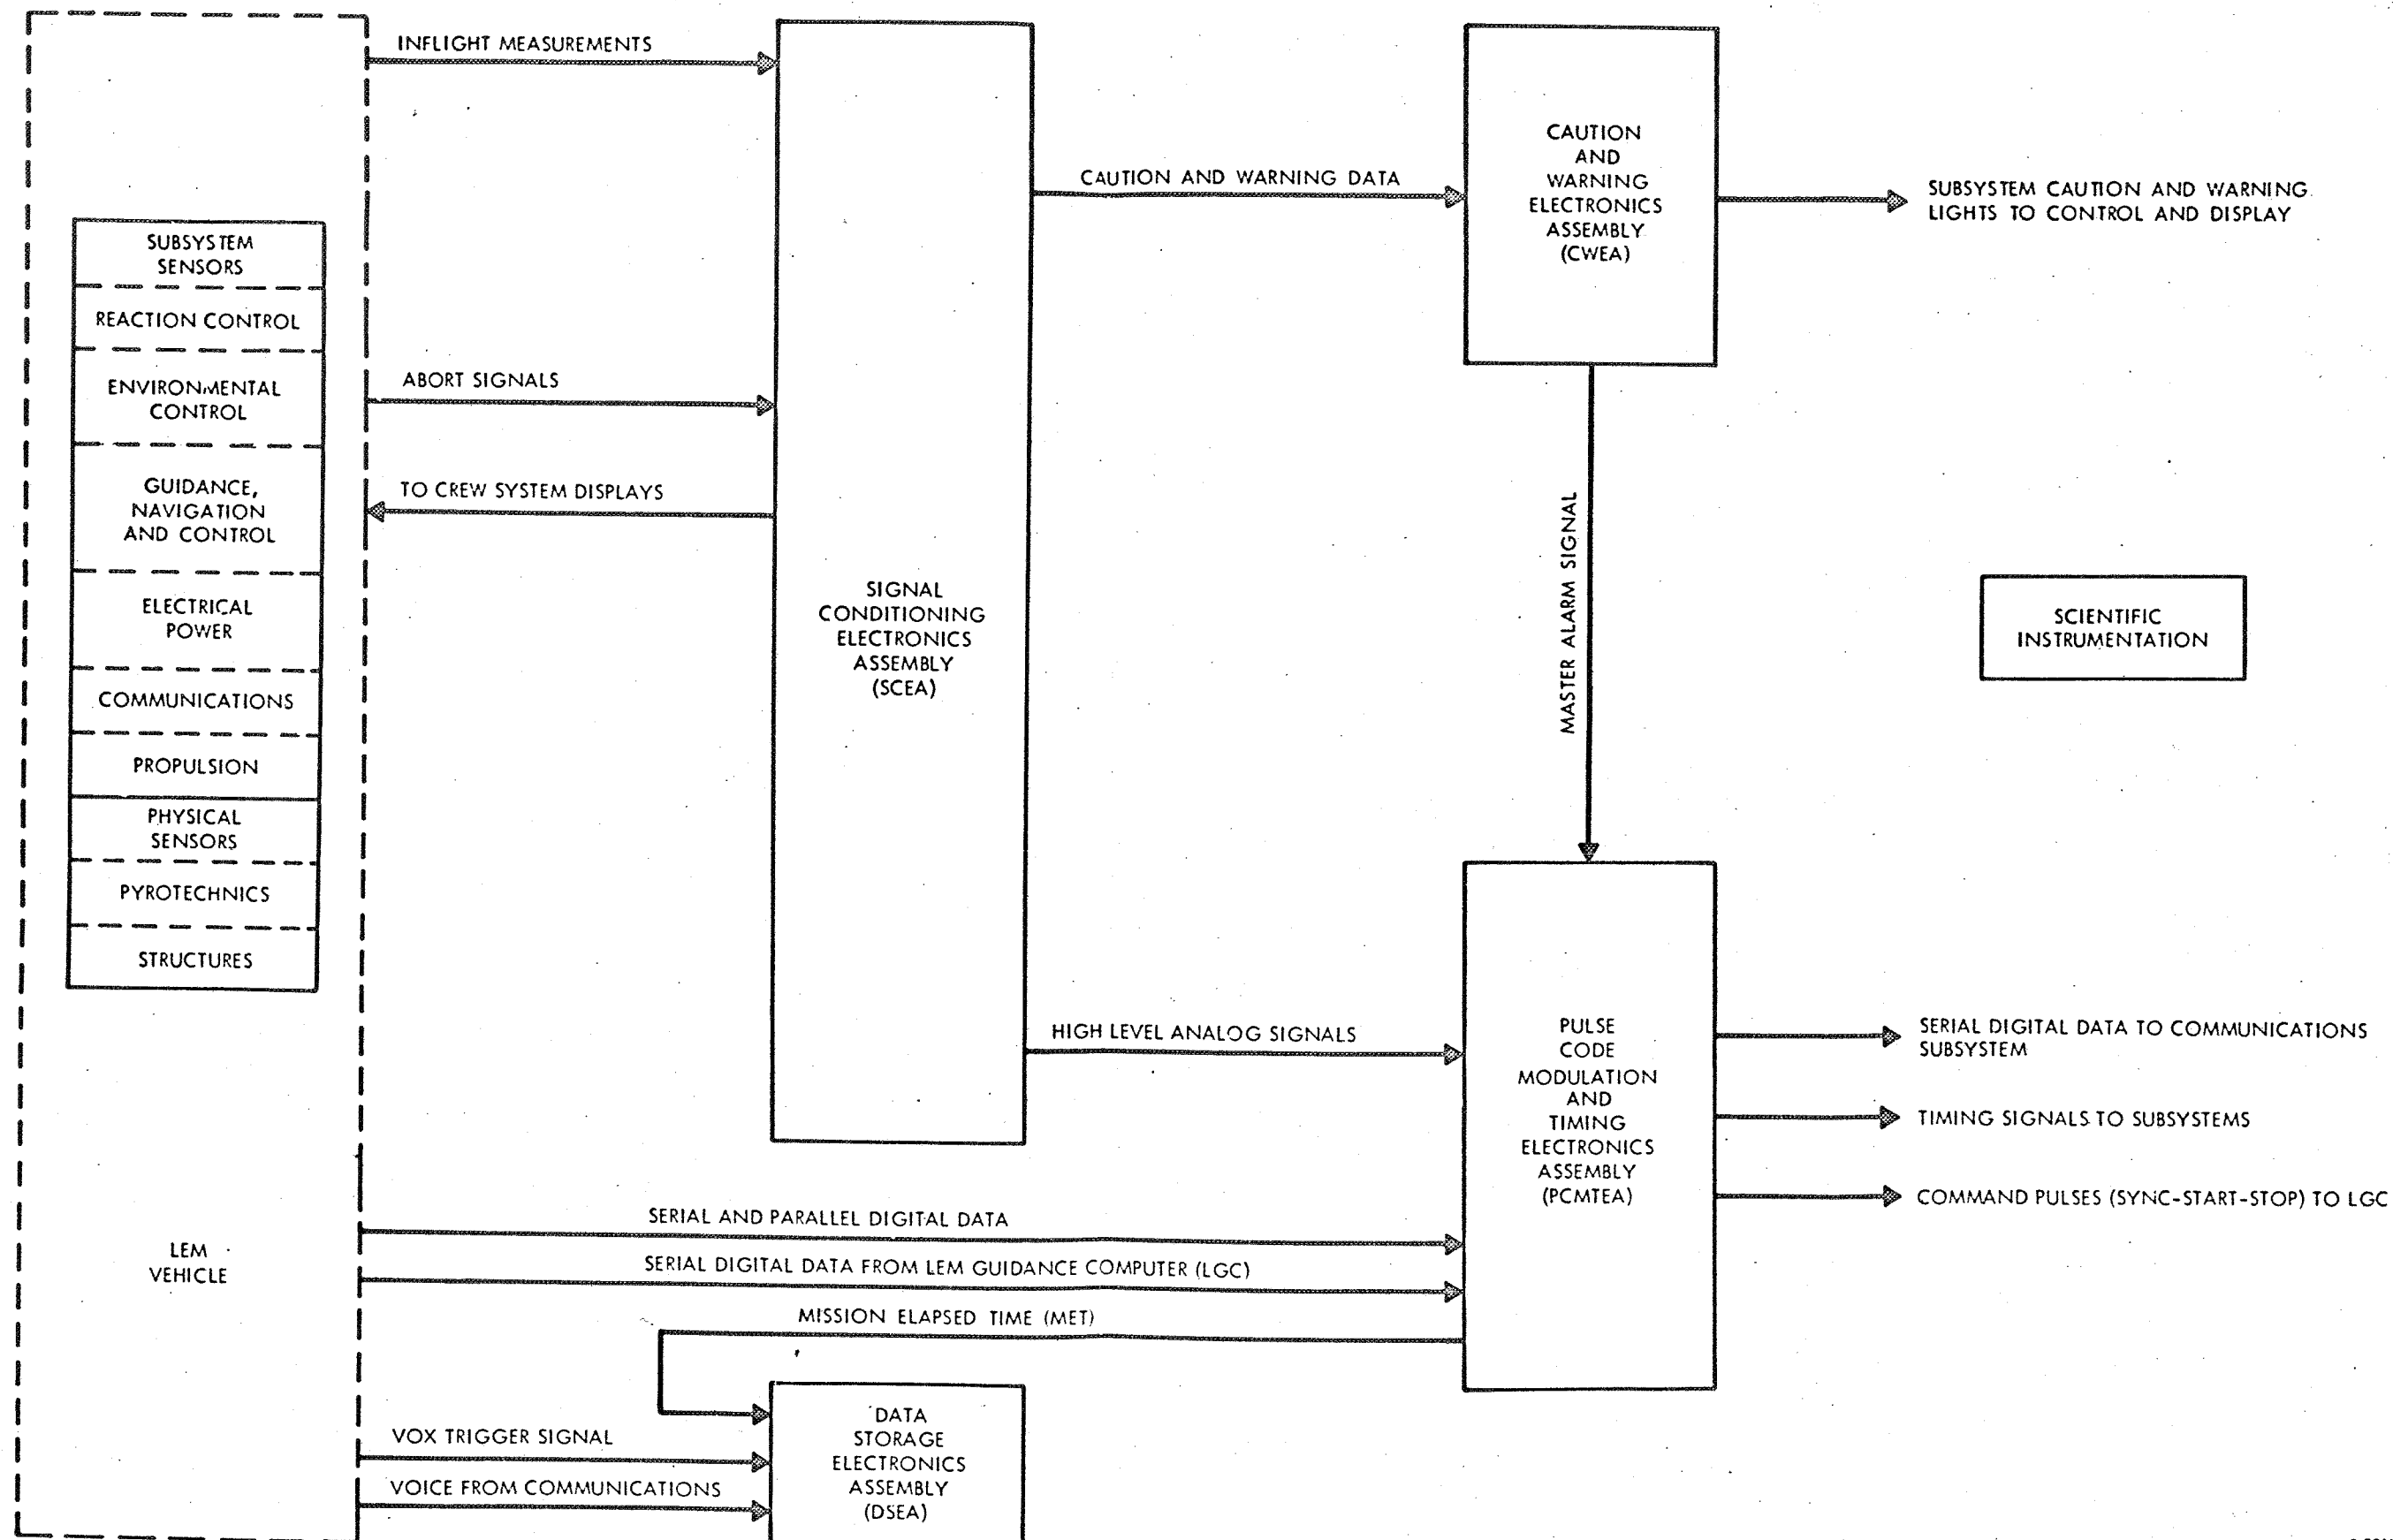 INFLIGHT MEASUREMENTS
ABORT SIGNALS
TO CREW SYSTEM DISPLAYS
SUBSYSTEM
SENSORS
REACTION CONTROL
ENVIRONMENTAL
CONTROL
GUIDANCE,
NAVIGATION
AND CONTROL
ELECTRICAL
POWER
COMMUNICATIONS
PROPULSION
PHYSICAL
SENSORS
PYROTECHNICS
STRUCTURES
LEM
VEHICLE
SIGNAL
CONDITIONING
ELECTRONICS
ASSEMBLY
(SCEA)
CAUTION AND WARNING DATA
CAUTION
AND
WARNING
ELECTRONICS
ASSEMBLY
(CWEA)
SUBSYSTEM CAUTION AND WARNING
LIGHTS TO CONTROL AND DISPLAY
MASTER ALARM SIGNAL
SCIENTIFIC
INSTRUMENTATION
HIGH LEVEL ANALOG SIGNALS
PULSE
CODE
MODULATION
AND
TIMING
ELECTRONICS
ASSEMBLY
(PCMTEA)
SERIAL DIGITAL DATA TO COMMUNICATIONS
SUBSYSTEM
TIMING SIGNALS TO SUBSYSTEMS
COMMAND PULSES (SYNC-START-STOP) TO LGC
SERIAL AND PARALLEL DIGITAL DATA
SERIAL DIGITAL DATA FROM LEM GUIDANCE COMPUTER (LGC)
MISSION ELAPSED TIME (MET)
VOX TRIGGER SIGNAL
VOICE FROM COMMUNICATIONS
DATA
STORAGE
ELECTRONICS
ASSEMBLY
(DSEA)